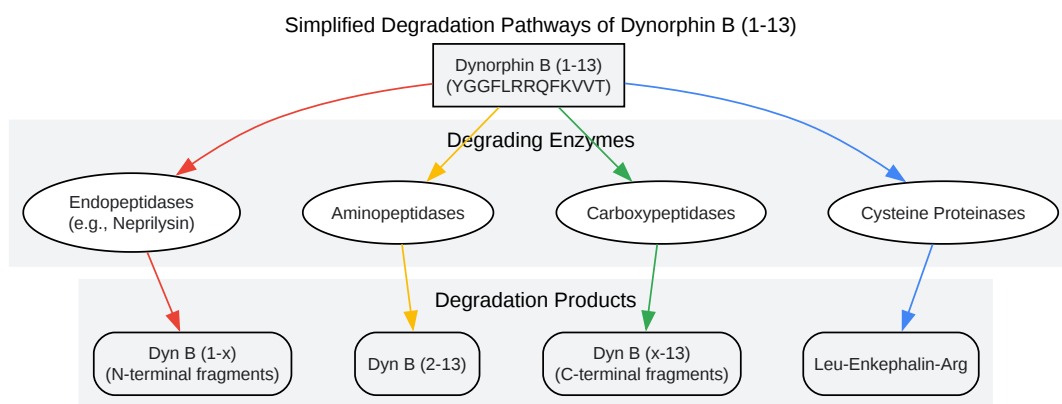 Simplified Degradation Pathways of Dynorphin B (1-13)
Dynorphin B (1-13)
(YGGFLRRQFKVVT)
Degrading Enzymes
Endopeptidases
(e.g., Neprilysin)
Aminopeptidases
Carboxypeptidases
Cysteine Proteinases
Degradation Products
Dyn B (1-x)
(N-terminal fragments)
Dyn B (2-13)
Dyn B (x-13)
(C-terminal fragments)
Leu-Enkephalin-Arg